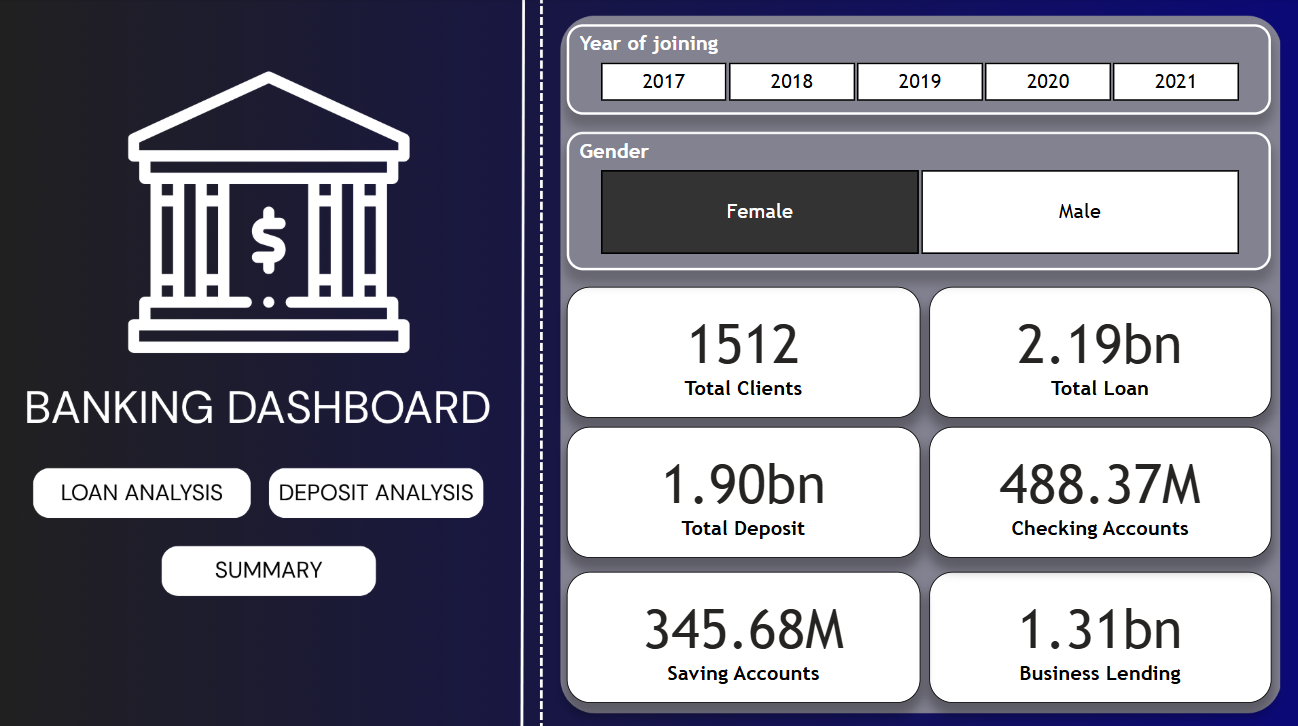 $
BANKING DASHBOARD
LOAN ANALYSIS DEPOSIT ANALYSIS
SUMMARY
Year of joining
2017 2018 2019 2020 2021
Gender
Female Male
1512
Total Clients
2.19bn
Total Loan
1.90bn
Total Deposit
488.37M
Checking Accounts
345.68M
Saving Accounts
1.31bn
Business Lending